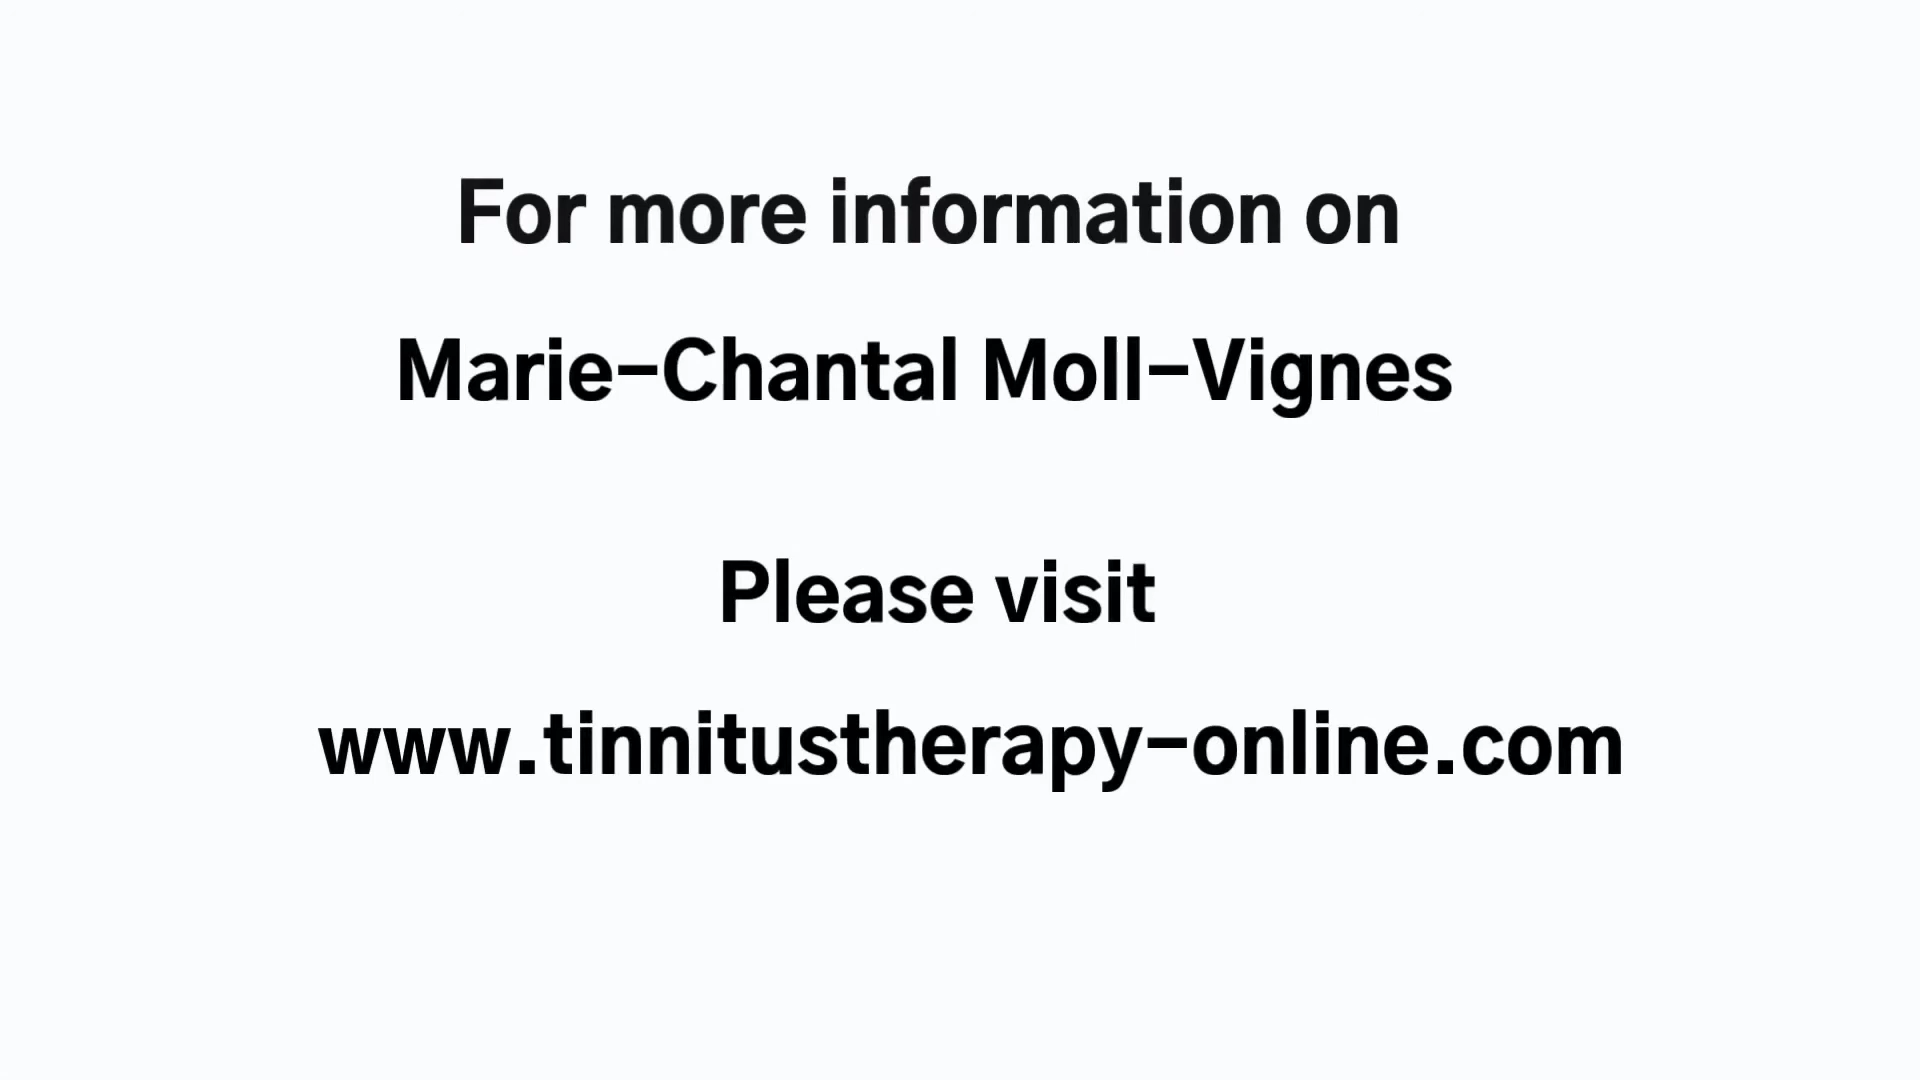 For more information on
Marie-Chantal Moll-Vignes
Please visit
www.tinnitustherapy-online.com